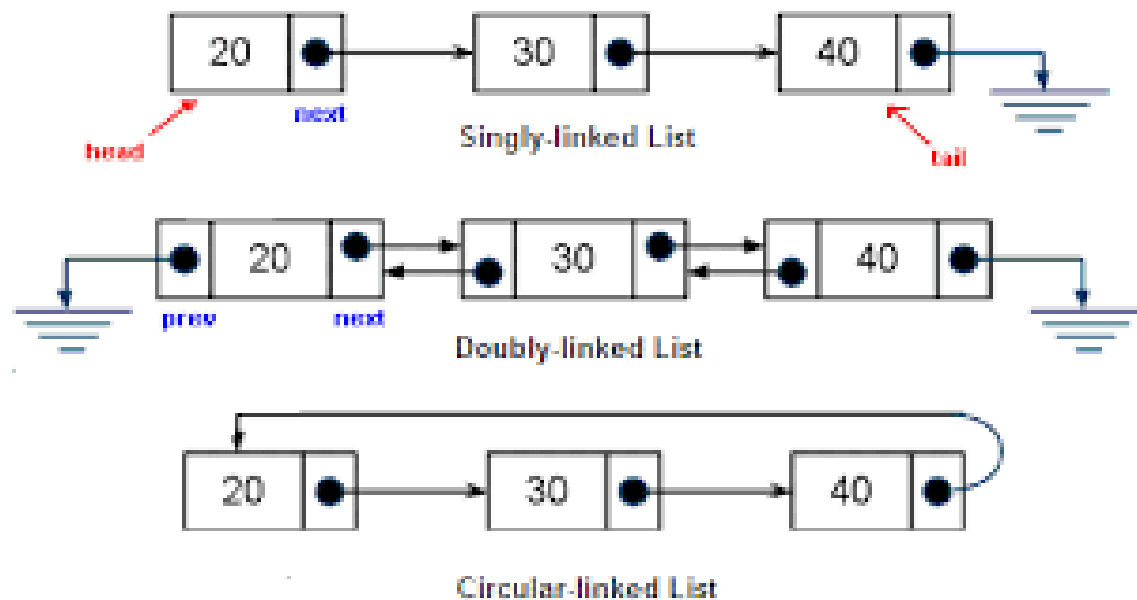 20 30 40
next
head Singly-linked List tail
20 30 40
prev next
Doubly-linked List
20 30 40
Circular-linked List